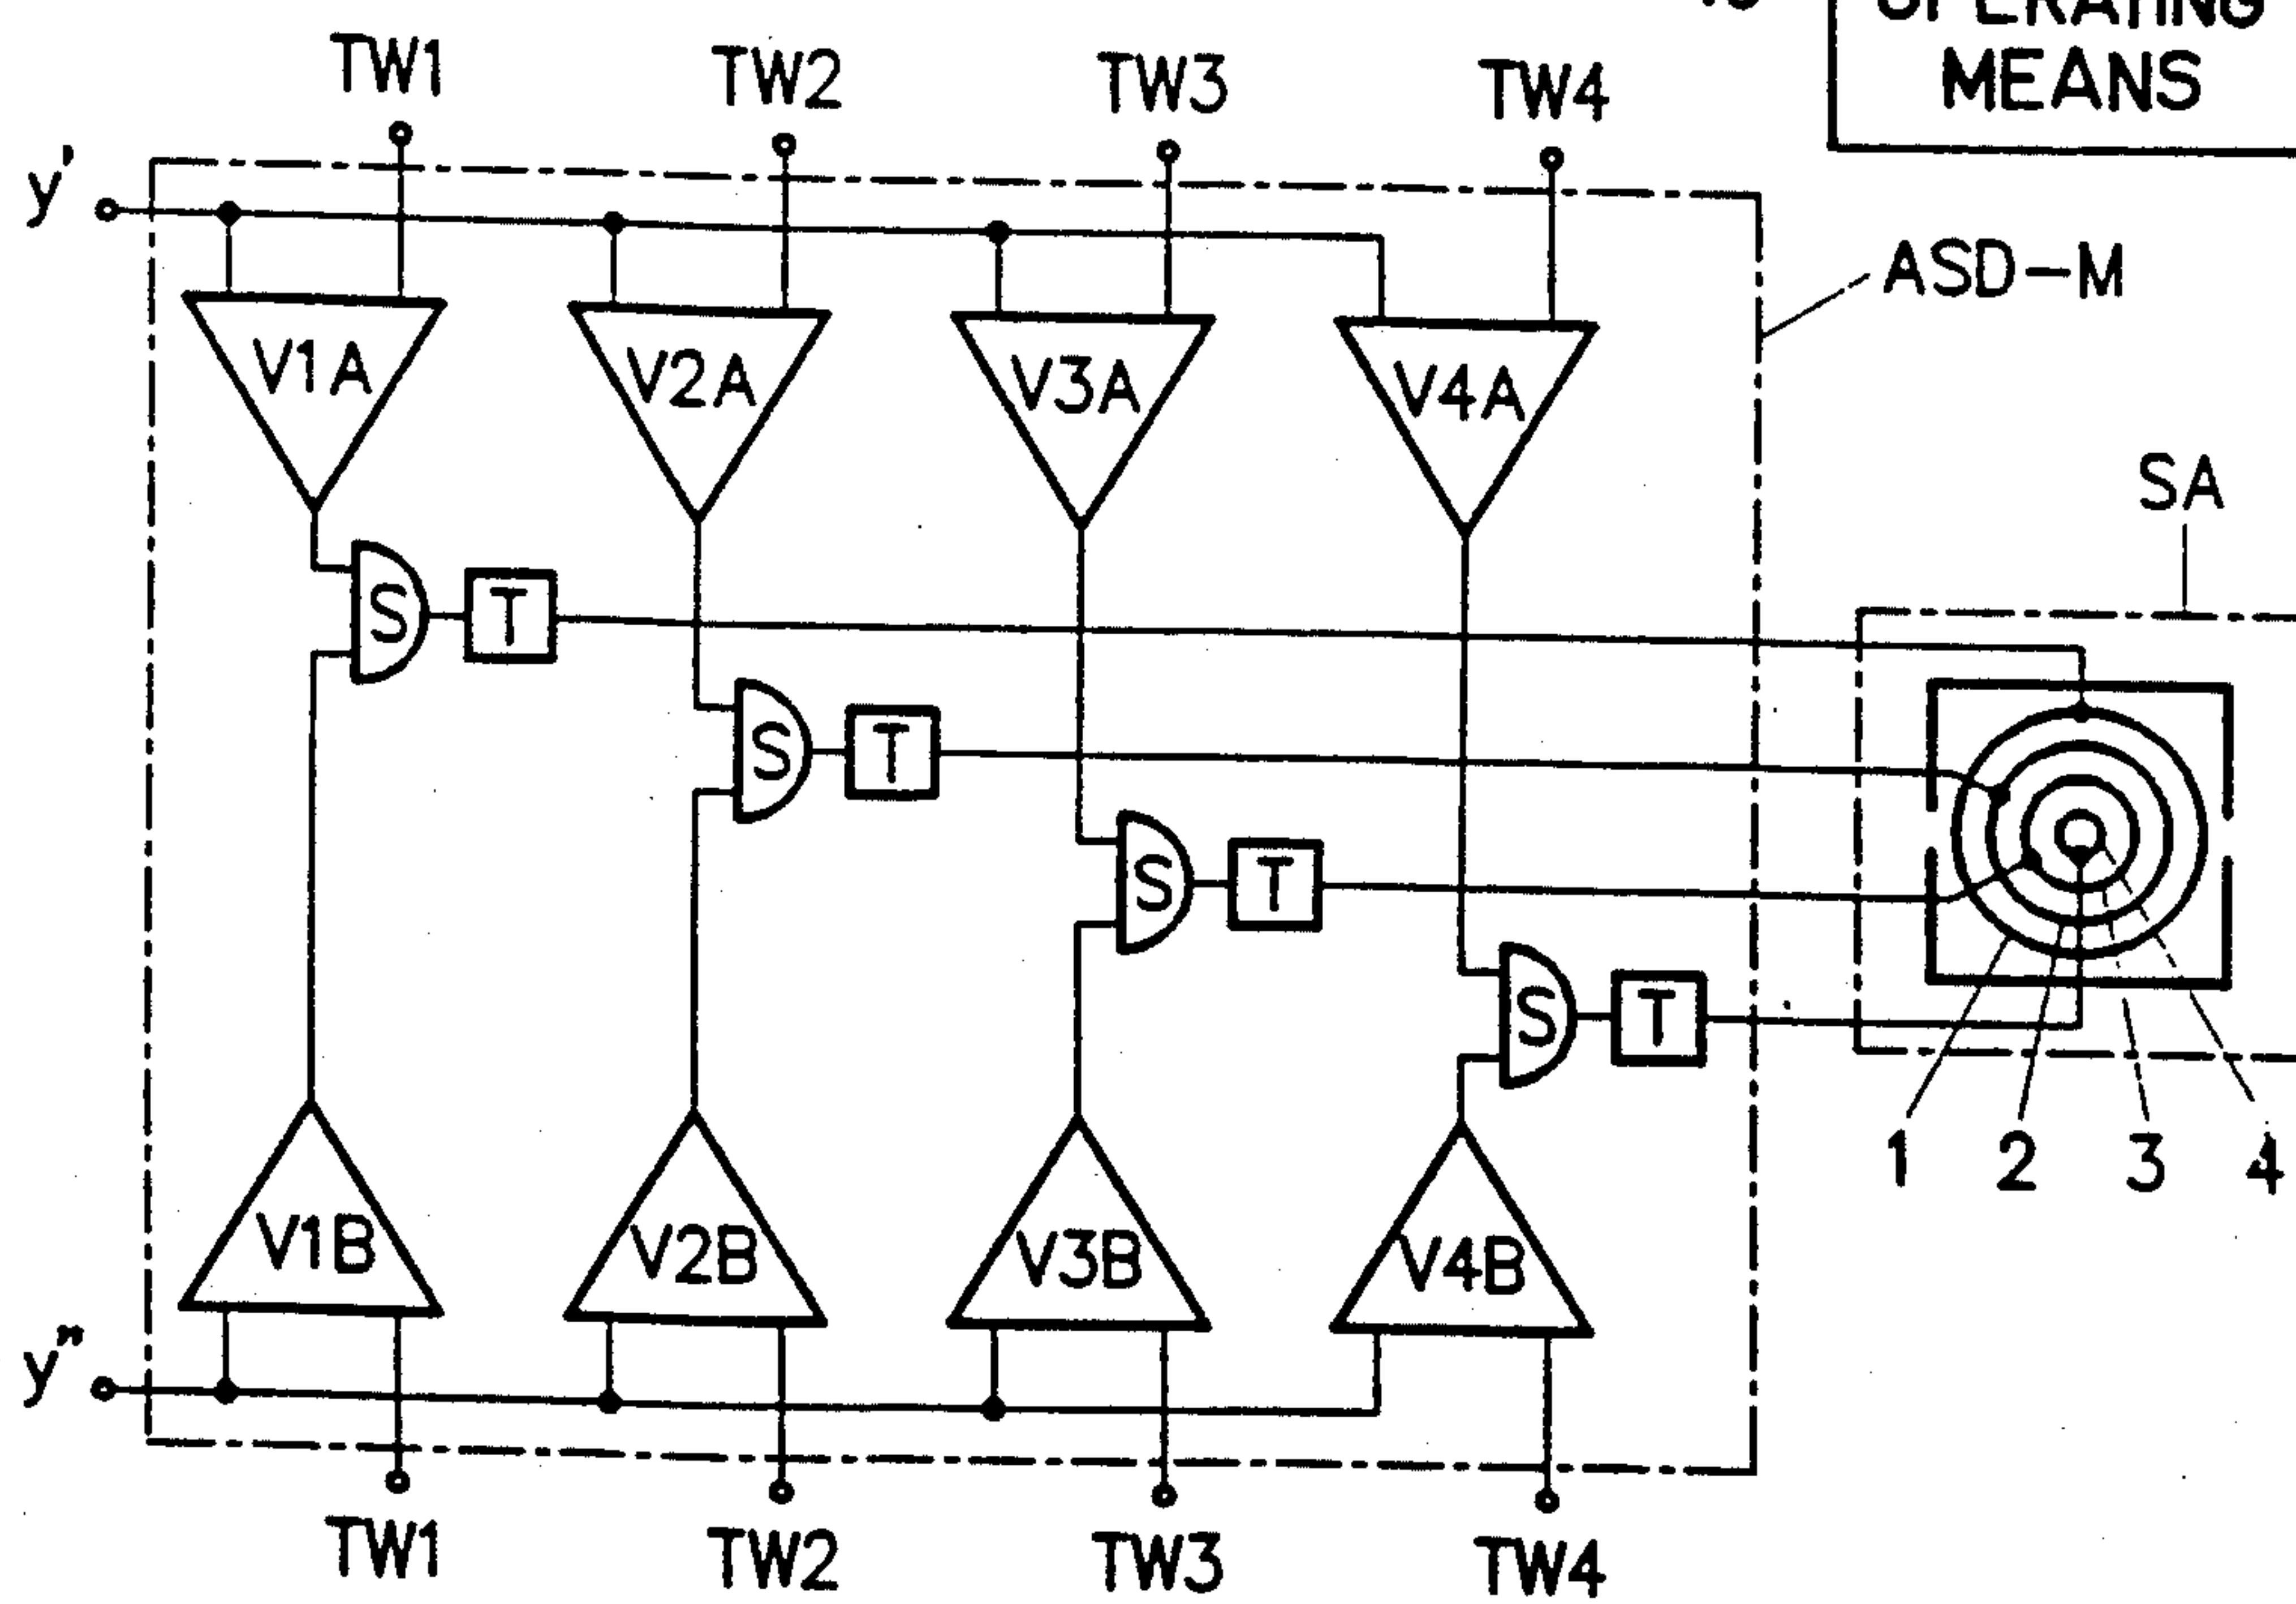 OPERATING
MEANS
TW1 TW2 TW3 TW4
y'
ASD-M
V1A V2A V3A V4A
SA
S T
S T
S T
S T
1 2 3 4
V1B V2B V3B V4B
y"
TW1 TW2 TW3 TW4